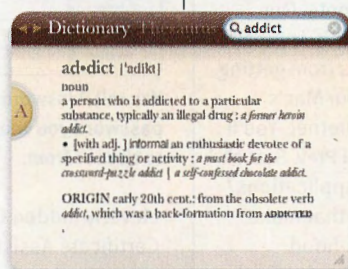 Dictionary Thesaurus addict
ad•dict |ˈadikt|
noun
a person who is addicted to a particular
substance, typically an illegal drug : a former heroin
addict.
• [with adj. ] informal an enthusiastic devotee of a
specified thing or activity : a must book for the
crossword-puzzle addict | a self-confessed chocolate addict.
A
ORIGIN early 20th cent.: from the obsolete verb
addict, which was a back-formation from ADDICTED
.